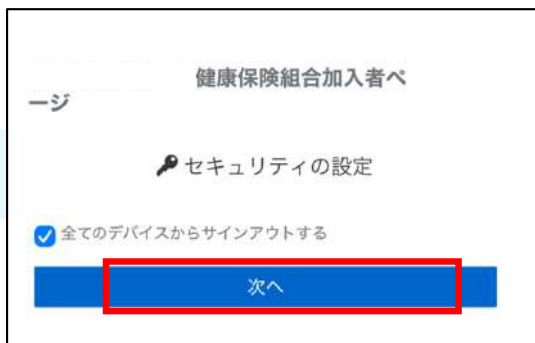 健康保険組合加入者ペ
ージ
セキュリティの設定
全てのデバイスからサインアウトする
次へ